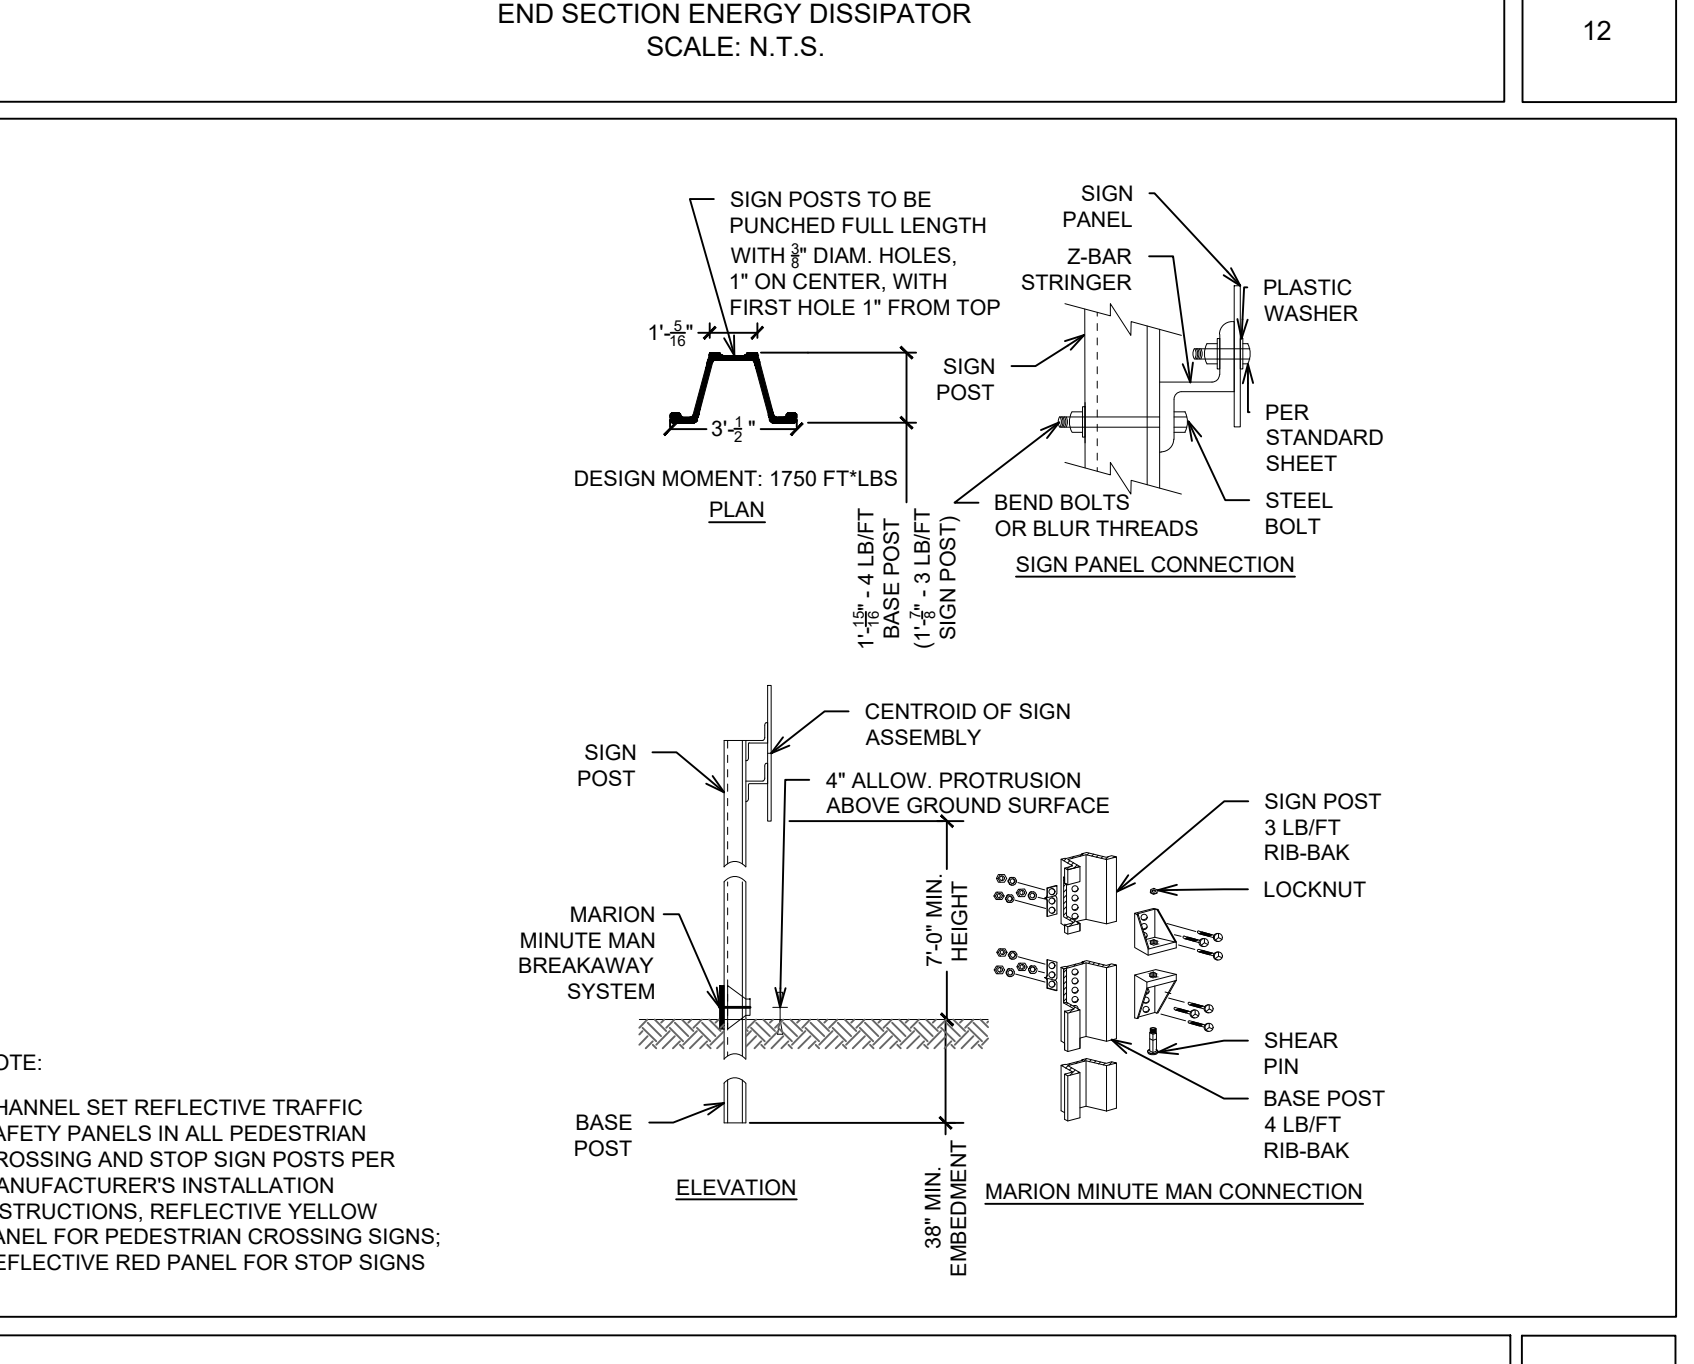 END SECTION ENERGY DISSIPATOR
SCALE: N.T.S.
12
SIGN POSTS TO BE
PUNCHED FULL LENGTH
WITH 3/8" DIAM. HOLES,
1" ON CENTER, WITH
FIRST HOLE 1" FROM TOP
1'-5/16"
3'-1/2 "
DESIGN MOMENT: 1750 FT*LBS
PLAN
1'-15/16" - 4 LB/FT
BASE POST
(1'-7/8" - 3 LB/FT
SIGN POST)
SIGN
PANEL
Z-BAR
STRINGER
PLASTIC
WASHER
SIGN
POST
PER
STANDARD
SHEET
STEEL
BOLT
BEND BOLTS
OR BLUR THREADS
SIGN PANEL CONNECTION
CENTROID OF SIGN
ASSEMBLY
SIGN
POST
4" ALLOW. PROTRUSION
ABOVE GROUND SURFACE
7'-0" MIN.
HEIGHT
MARION
MINUTE MAN
BREAKAWAY
SYSTEM
BASE
POST
38" MIN.
EMBEDMENT
ELEVATION
SIGN POST
3 LB/FT
RIB-BAK
LOCKNUT
SHEAR
PIN
BASE POST
4 LB/FT
RIB-BAK
MARION MINUTE MAN CONNECTION
OTE:
HANNEL SET REFLECTIVE TRAFFIC
AFETY PANELS IN ALL PEDESTRIAN
ROSSING AND STOP SIGN POSTS PER
ANUFACTURER'S INSTALLATION
STRUCTIONS, REFLECTIVE YELLOW
ANEL FOR PEDESTRIAN CROSSING SIGNS;
EFLECTIVE RED PANEL FOR STOP SIGNS